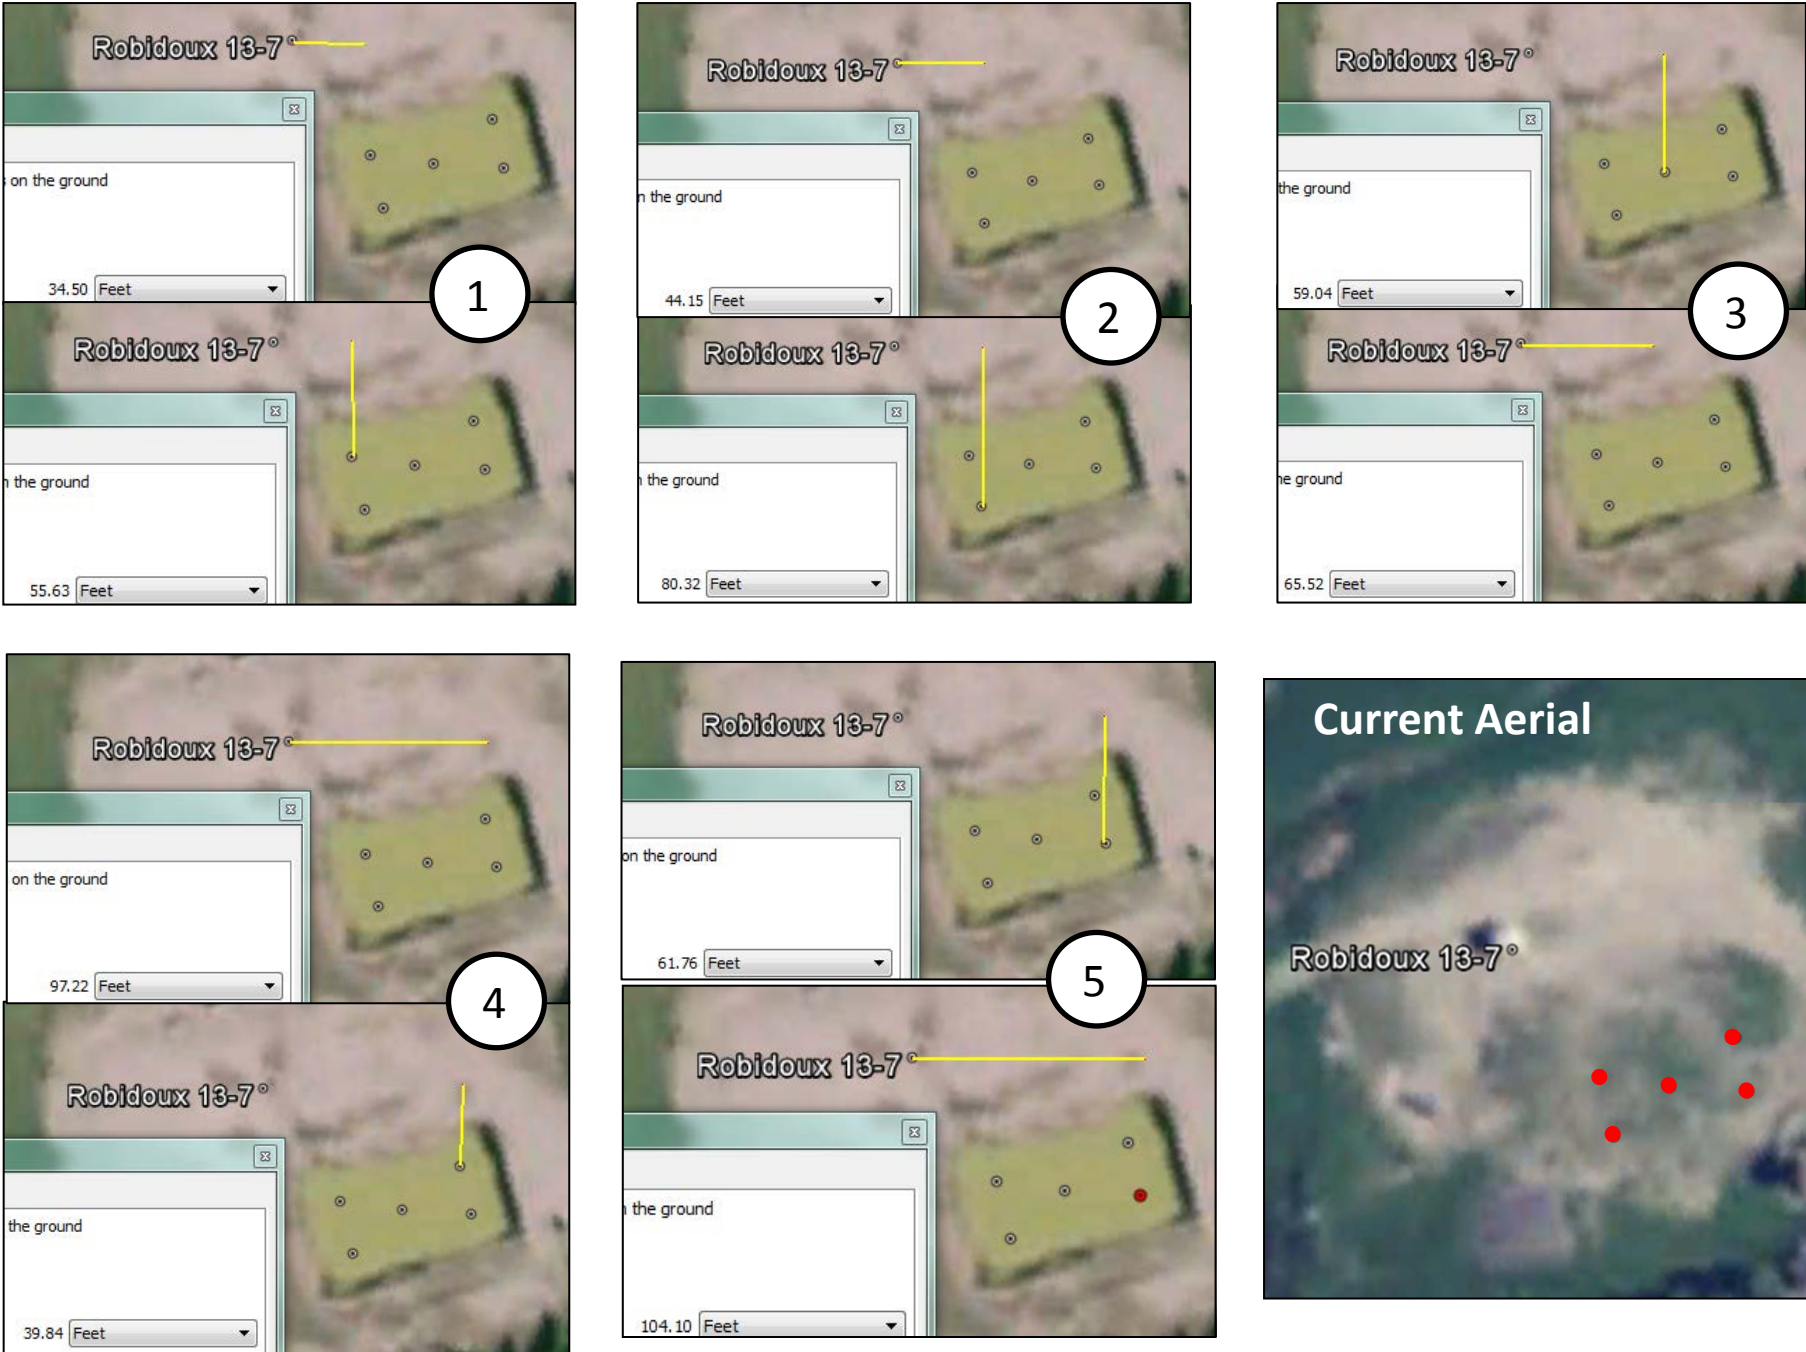 Robidoux 13-7°
on the ground
34.50 Feet
1
Robidoux 13-7°
the ground
55.63 Feet
Robidoux 13-7°
the ground
44.15 Feet
2
Robidoux 13-7°
the ground
80.32 Feet
Robidoux 13-7°
the ground
59.04 Feet
3
Robidoux 13-7°
ground
65.52 Feet
Robidoux 13-7°
on the ground
97.22 Feet
4
Robidoux 13-7°
the ground
39.84 Feet
Robidoux 13-7°
on the ground
61.76 Feet
5
Robidoux 13-7°
the ground
104.10 Feet
Current Aerial
Robidoux 13-7°